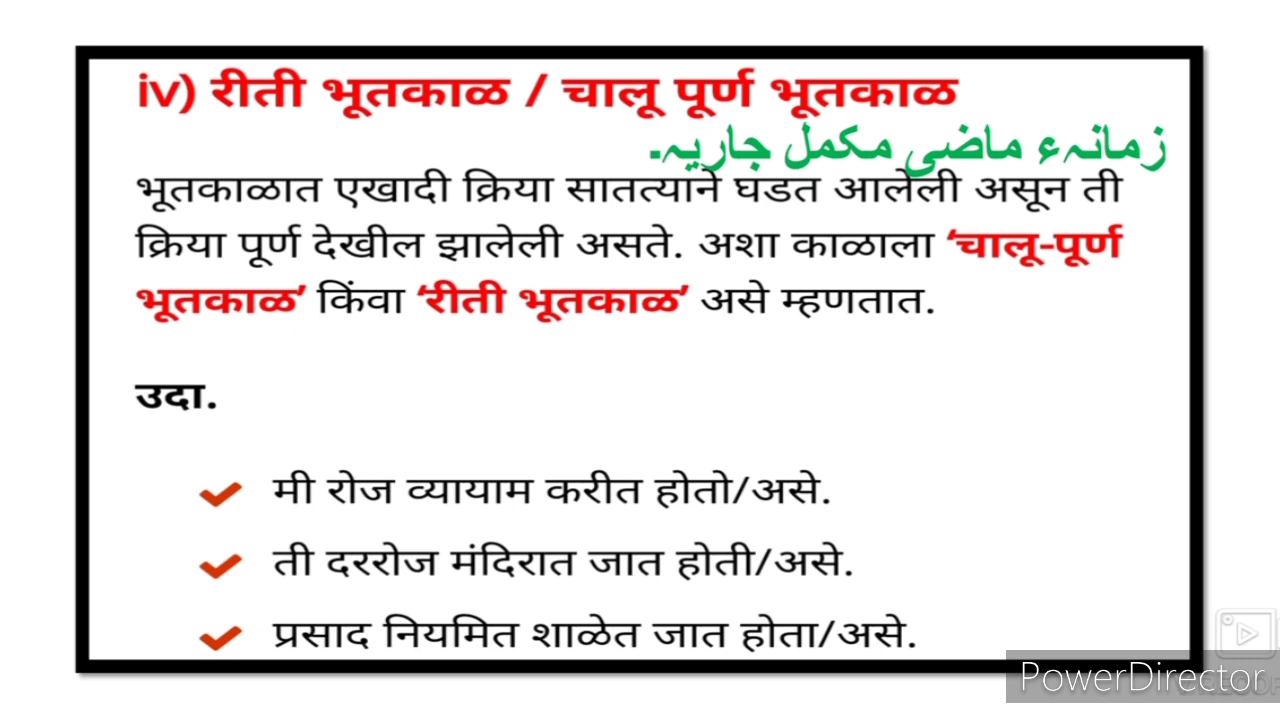 iv) रीती भूतकाळ / चालू पूर्ण भूतकाळ
زمانہء ماضی مکمل جاریہ۔
भूतकाळात एखादी क्रिया सातत्याने घडत आलेली असून ती
क्रिया पूर्ण देखील झालेली असते. अशा काळाला ‘चालू-पूर्ण
भूतकाळ’ किंवा ‘रीती भूतकाळ’ असे म्हणतात.
उदा.
मी रोज व्यायाम करीत होतो/असे.
ती दररोज मंदिरात जात होती/असे.
प्रसाद नियमित शाळेत जात होता/असे.
PowerDirector